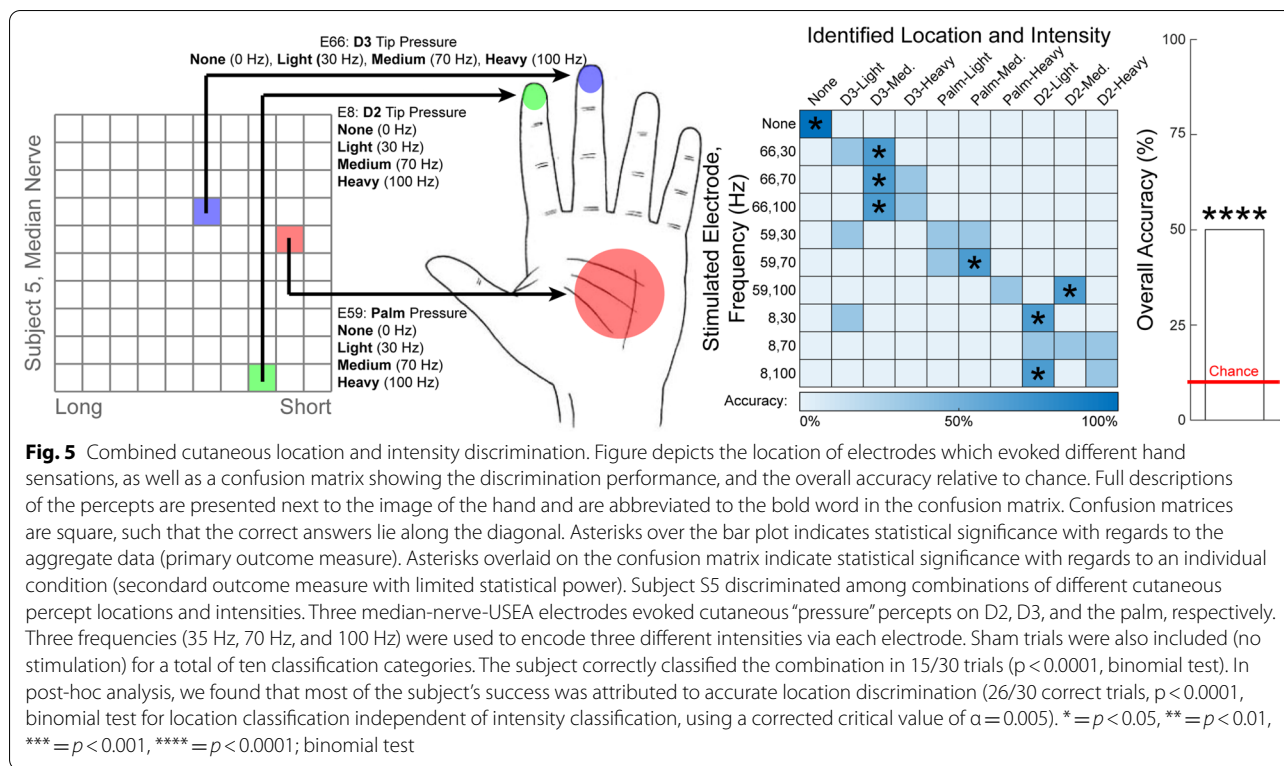 E66: D3 Tip Pressure
None (0 Hz), Light (30 Hz), Medium (70 Hz), Heavy (100 Hz)
E8: D2 Tip Pressure
None (0 Hz)
Light (30 Hz)
Medium (70 Hz)
Heavy (100 Hz)
Subject 5, Median Nerve
E59: Palm Pressure
None (0 Hz)
Light (30 Hz)
Medium (70 Hz)
Heavy (100 Hz)
Long
Short
Identified Location and Intensity
None
D3-Light
D3-Med.
D3-Heavy
Palm-Light
Palm-Med.
Palm-Heavy
D2-Light
D2-Med.
D2-Heavy
Stimulated Electrode,
Frequency (Hz)
None *
66,30 *
66,70 *
66,100 *
59,30
59,70 *
59,100 *
8,30 *
8,70
8,100 *
Accuracy:
0%
50%
100%
Overall Accuracy (%)
100
75
50
25
0
****
Chance
Fig. 5 Combined cutaneous location and intensity discrimination. Figure depicts the location of electrodes which evoked different hand
sensations, as well as a confusion matrix showing the discrimination performance, and the overall accuracy relative to chance. Full descriptions
of the percepts are presented next to the image of the hand and are abbreviated to the bold word in the confusion matrix. Confusion matrices
are square, such that the correct answers lie along the diagonal. Asterisks over the bar plot indicates statistical significance with regards to the
aggregate data (primary outcome measure). Asterisks overlaid on the confusion matrix indicate statistical significance with regards to an individual
condition (secondard outcome measure with limited statistical power). Subject S5 discriminated among combinations of different cutaneous
percept locations and intensities. Three median-nerve-USEA electrodes evoked cutaneous “pressure” percepts on D2, D3, and the palm, respectively.
Three frequencies (35 Hz, 70 Hz, and 100 Hz) were used to encode three different intensities via each electrode. Sham trials were also included (no
stimulation) for a total of ten classification categories. The subject correctly classified the combination in 15/30 trials (p < 0.0001, binomial test). In
post-hoc analysis, we found that most of the subject’s success was attributed to accurate location discrimination (26/30 correct trials, p < 0.0001,
binomial test for location classification independent of intensity classification, using a corrected critical value of α = 0.005). * = p < 0.05, ** = p < 0.01,
*** = p < 0.001, **** = p < 0.0001; binomial test